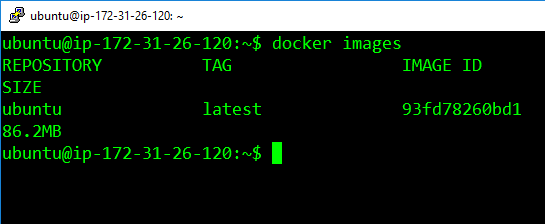 ubuntu@ip-172-31-26-120: ~
ubuntu@ip-172-31-26-120:~$ docker images
REPOSITORY TAG IMAGE ID
SIZE
ubuntu latest 93fd78260bd1
86.2MB
ubuntu@ip-172-31-26-120:~$